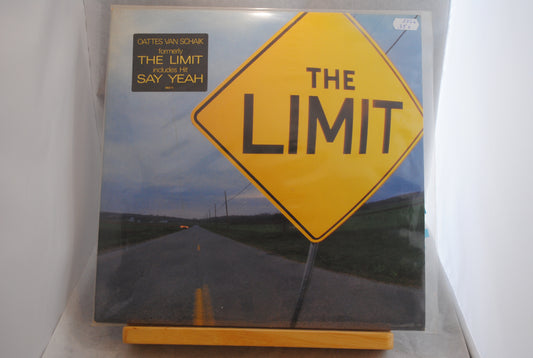 OATTES VAN SCHAIK
formerly
THE LIMIT
includes Hit
SAY YEAH
THE
LIMIT